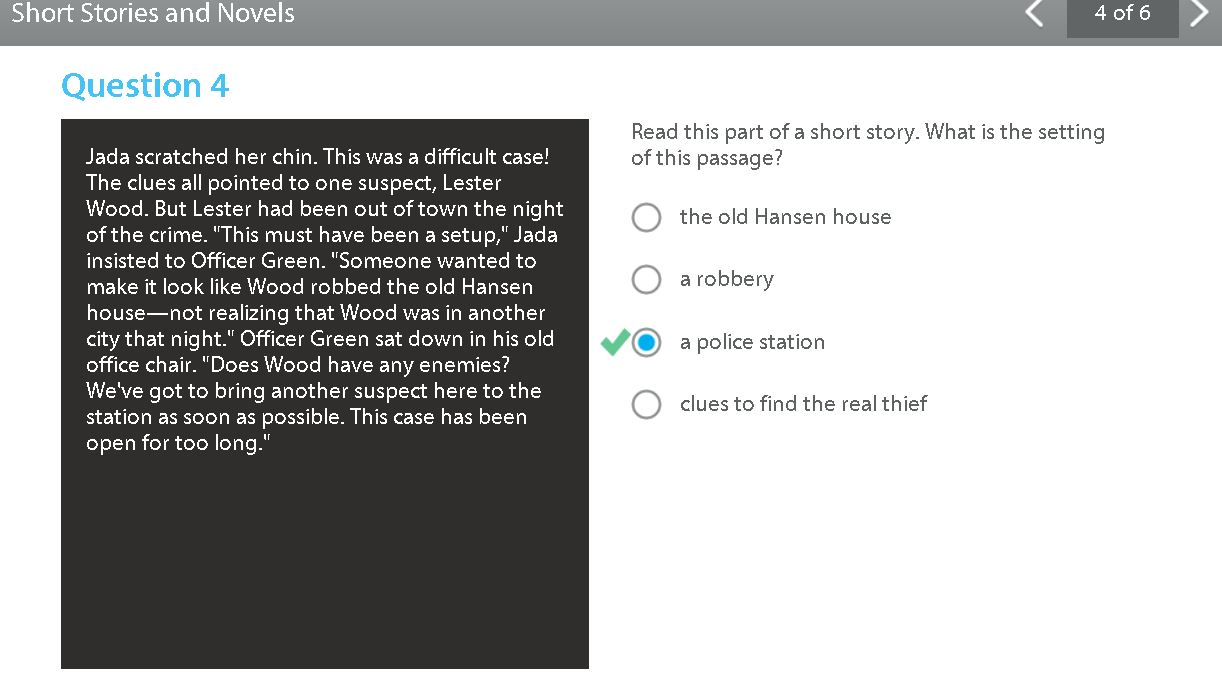 Short Stories and Novels
4 of 6
Question 4
Jada scratched her chin. This was a difficult case!
The clues all pointed to one suspect, Lester
Wood. But Lester had been out of town the night
of the crime. "This must have been a setup," Jada
insisted to Officer Green. "Someone wanted to
make it look like Wood robbed the old Hansen
house—not realizing that Wood was in another
city that night." Officer Green sat down in his old
office chair. "Does Wood have any enemies?
We've got to bring another suspect here to the
station as soon as possible. This case has been
open for too long."
Read this part of a short story. What is the setting
of this passage?
the old Hansen house
a robbery
a police station
clues to find the real thief